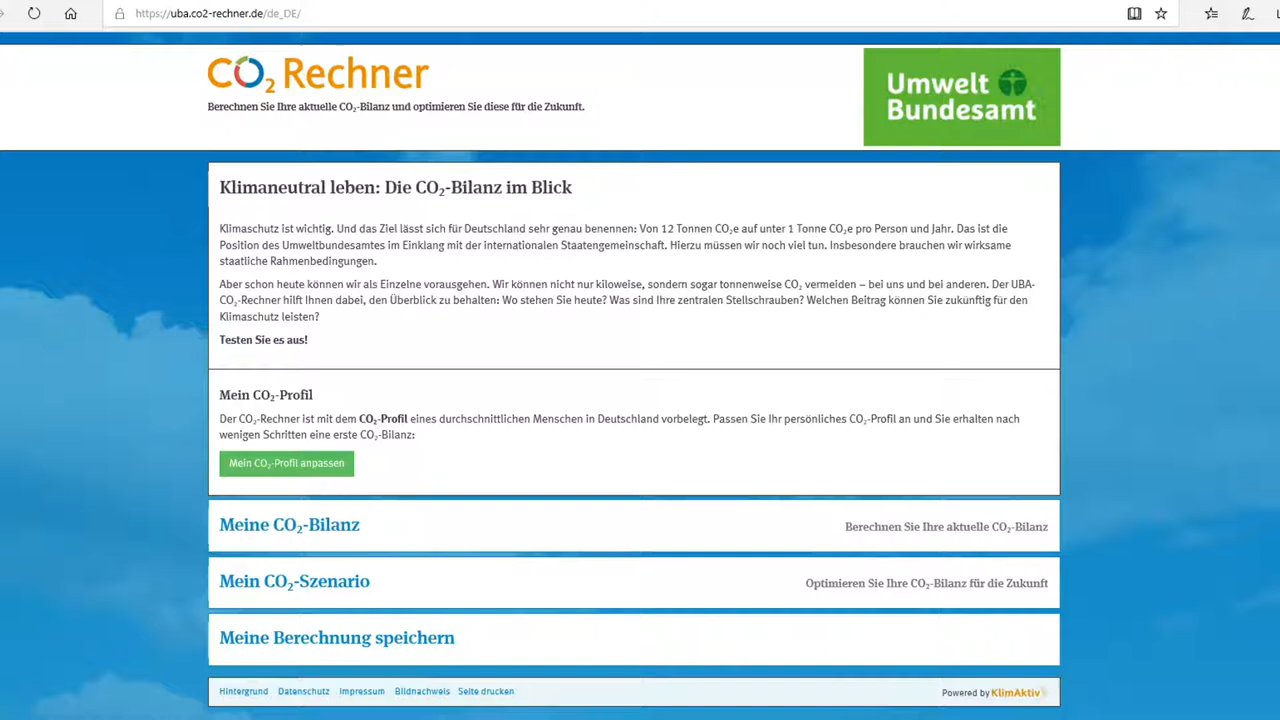 https://uba.co2-rechner.de/de_DE/
CO₂ Rechner
Berechnen Sie Ihre aktuelle CO₂-Bilanz und optimieren Sie diese für die Zukunft.
Umwelt
Bundesamt
Klimaneutral leben: Die CO₂-Bilanz im Blick
Klimaschutz ist wichtig. Und das Ziel lässt sich für Deutschland sehr genau benennen: Von 12 Tonnen CO₂e auf unter 1 Tonne CO₂e pro Person und Jahr. Das ist die
Position des Umweltbundesamtes im Einklang mit der internationalen Staatengemeinschaft. Hierzu müssen wir noch viel tun. Insbesondere brauchen wir wirksame
staatliche Rahmenbedingungen.
Aber schon heute können wir als Einzelne vorausgehen. Wir können nicht nur kiloweise, sondern sogar tonnenweise CO₂ vermeiden – bei uns und bei anderen. Der UBA-
CO₂-Rechner hilft Ihnen dabei, den Überblick zu behalten: Wo stehen Sie heute? Was sind Ihre zentralen Stellschrauben? Welchen Beitrag können Sie zukünftig für den
Klimaschutz leisten?
Testen Sie es aus!
Mein CO₂-Profil
Der CO₂-Rechner ist mit dem CO₂-Profil eines durchschnittlichen Menschen in Deutschland vorbelegt. Passen Sie Ihr persönliches CO₂-Profil an und Sie erhalten nach
wenigen Schritten eine erste CO₂-Bilanz:
Mein CO₂-Profil anpassen
Meine CO₂-Bilanz
Berechnen Sie Ihre aktuelle CO₂-Bilanz
Mein CO₂-Szenario
Optimieren Sie Ihre CO₂-Bilanz für die Zukunft
Meine Berechnung speichern
Hintergrund Datenschutz Impressum Bildnachweis Seite drucken
Powered by KlimAktiv